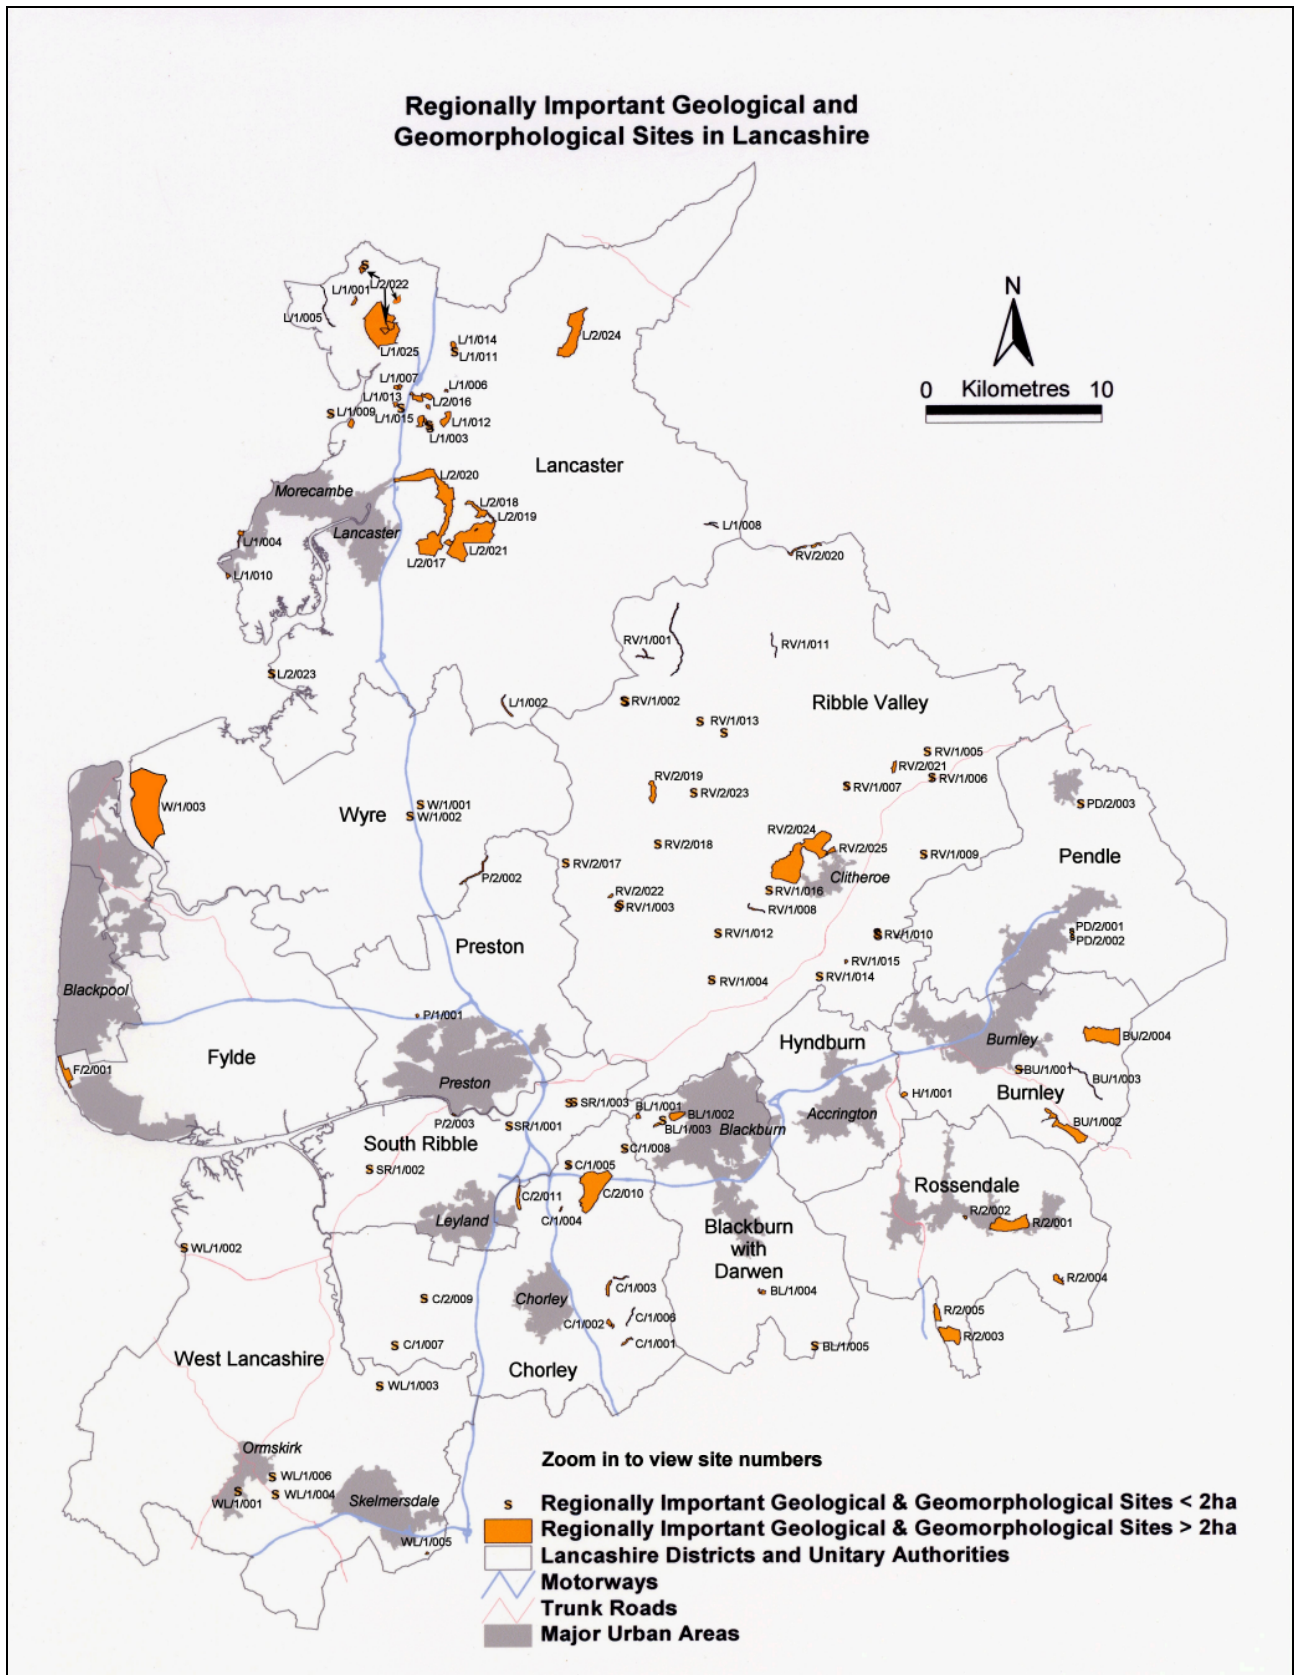 Regionally Important Geological and
Geomorphological Sites in Lancashire
N
0 Kilometres 10
S
L/2/022
L/1/001
L/1/005
L/1/025
L/2/024
L/1/014
S L/1/011
L/1/007
L/1/006
L/1/013
L/2/016
S L/1/009
S
L/1/015
L/1/012
S
L/1/003
Lancaster
L/2/020
Morecambe
L/2/018
L/2/019
Lancaster
L/1/004
L/2/017
L/2/021
L/1/008
RV/2/020
L/1/010
RV/1/001
RV/1/011
S L/2/023
L/1/002
S RV/1/002
Ribble Valley
S RV/1/013
S
S RV/1/005
RV/2/021
S RV/1/006
RV/2/019
S RV/2/023
S RV/1/007
W/1/003
Wyre
S W/1/001
S W/1/002
S PD/2/003
RV/2/024
S RV/2/018
RV/2/025
S RV/1/009
Pendle
S RV/2/017
Clitheroe
P/2/002
RV/2/022
S RV/1/003
S RV/1/016
RV/1/008
S RV/1/012
S RV/1/010
PD/2/001
PD/2/002
Preston
RV/1/015
S RV/1/004
S RV/1/014
Blackpool
P/1/001
Hyndburn
Burnley
BU/2/004
Fylde
F/2/001
Preston
S BU/1/001
BU/1/003
Burnley
H/1/001
S S SR/1/003
BL/1/001
BL/1/002
Accrington
P/2/003
S SR/1/001
S
BL/1/003
Blackburn
BU/1/002
South Ribble
S C/1/008
S SR/1/002
S C/1/005
C/2/010
C/2/011
C/1/004
Rossendale
Leyland
R/2/002
R/2/001
Blackburn
with
Darwen
S WL/1/002
R/2/004
C/1/003
BL/1/004
S C/2/009
Chorley
R/2/005
C/1/002
C/1/006
R/2/003
S C/1/007
C/1/001
S BL/1/005
West Lancashire
Chorley
S WL/1/003
Ormskirk
S WL/1/006
S
WL/1/001
S WL/1/004
Skelmersdale
WL/1/005
Zoom in to view site numbers
S Regionally Important Geological & Geomorphological Sites < 2ha
Regionally Important Geological & Geomorphological Sites > 2ha
Lancashire Districts and Unitary Authorities
Motorways
Trunk Roads
Major Urban Areas